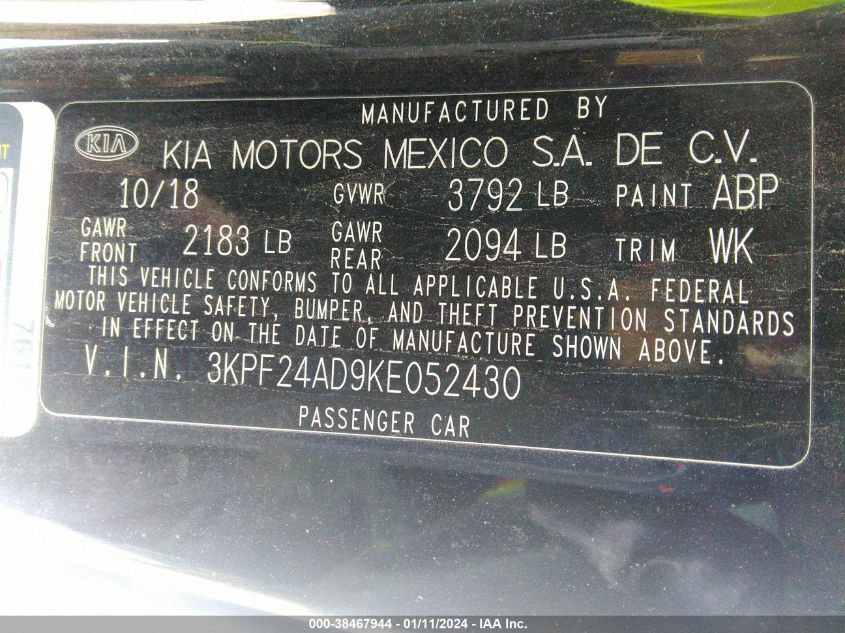 MANUFACTURED BY
KIA KIA MOTORS MEXICO S.A. DE C.V.
10/18 GVWR 3792 LB PAINT ABP
GAWR FRONT 2183 LB GAWR REAR 2094 LB TRIM WK
THIS VEHICLE CONFORMS TO ALL APPLICABLE U.S.A. FEDERAL
MOTOR VEHICLE SAFETY, BUMPER, AND THEFT PREVENTION STANDARDS
IN EFFECT ON THE DATE OF MANUFACTURE SHOWN ABOVE.
V.I.N. 3KPF24AD9KE052430
PASSENGER CAR
761
000-38467944 - 01/11/2024 - IAA Inc.